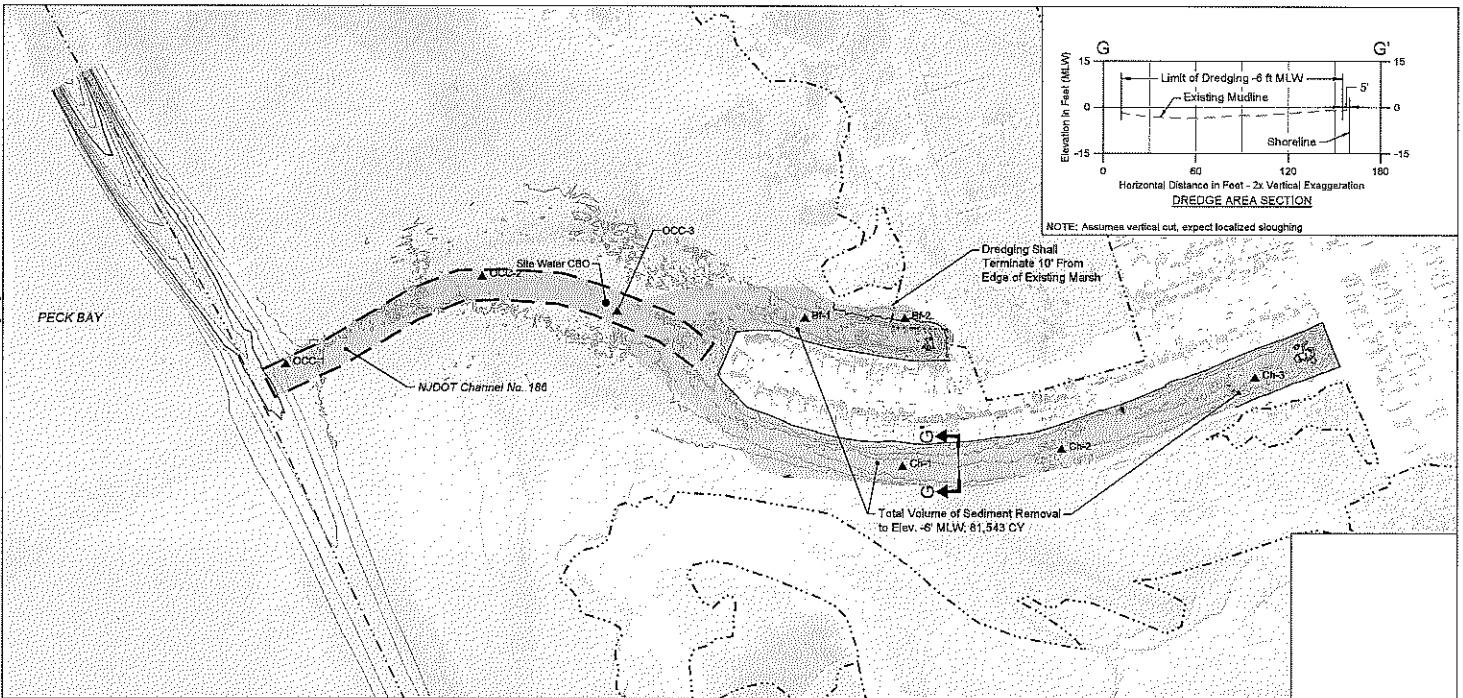 G
G'
15
0
-15
15
0
-15
Elevation in Feet (MLW)
Limit of Dredging -6 ft MLW
5'
Existing Mudline
Shoreline
0
60
120
180
Horizontal Distance in Feet - 2x Vertical Exaggeration
DREDGE AREA SECTION
NOTE: Assumes vertical cut, expect localized sloughing
OCC-3
Dredging Shall
Terminate 10' From
Edge of Existing Marsh
Site Water CBO
OCC-2
PECK BAY
Bf-1
Bf-2
OCC-1
NJDOT Channel No. 186
Ch-3
G'
Ch-2
Ch-1
G
Total Volume of Sediment Removal
to Elev. -6' MLW; 81,543 CY